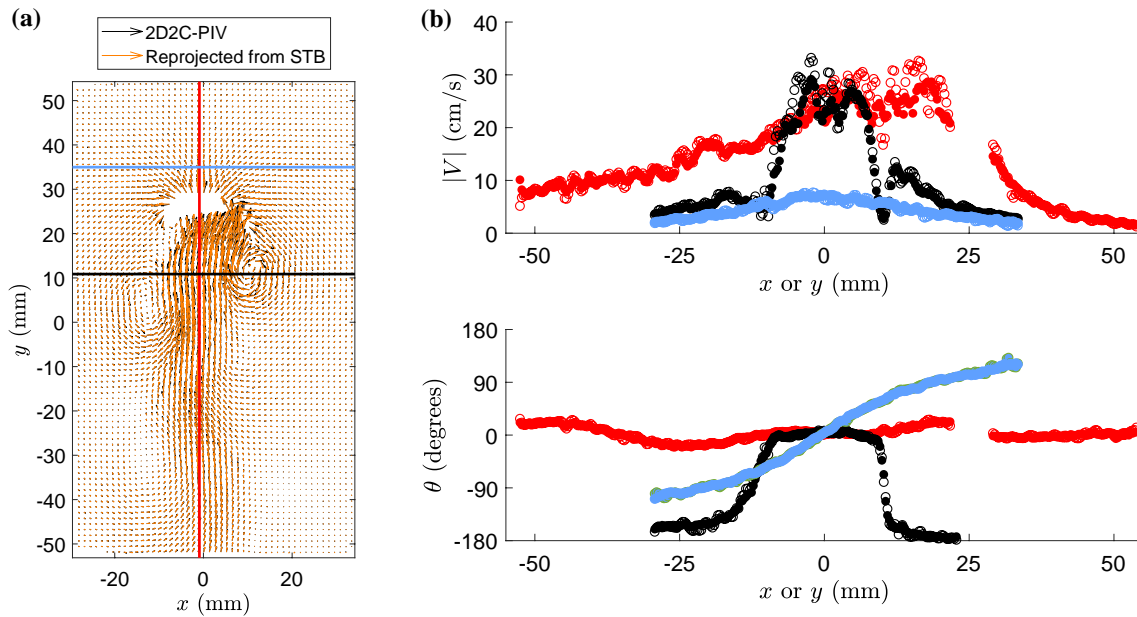 (a)
2D2C-PIV
Reprojected from STB
50
40
30
20
10
0
-10
-20
-30
-40
-50
y (mm)
-20 0 20
x (mm)
(b)
40
30
20
10
0
|V| (cm/s)
-50 -25 0 25 50
x or y (mm)
180
90
0
-90
-180
θ (degrees)
-50 -25 0 25 50
x or y (mm)